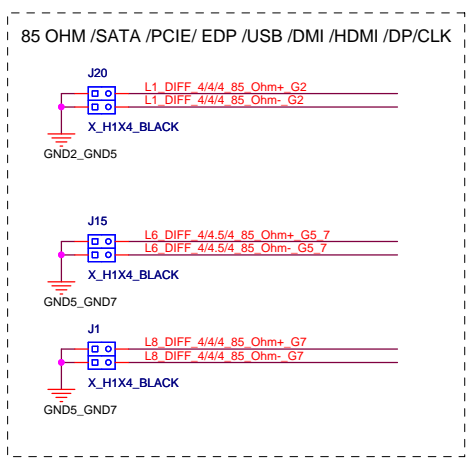 85 OHM /SATA /PCIE/ EDP /USB /DMI /HDMI /DP/CLK
J20
L1_DIFF_4/4/4_85_Ohm+_G2
L1_DIFF_4/4/4_85_Ohm-_G2
X_H1X4_BLACK
GND2_GND5
J15
L6_DIFF_4/4.5/4_85_Ohm+_G5_7
L6_DIFF_4/4.5/4_85_Ohm-_G5_7
X_H1X4_BLACK
GND5_GND7
J1
L8_DIFF_4/4/4_85_Ohm+_G7
L8_DIFF_4/4/4_85_Ohm-_G7
X_H1X4_BLACK
GND5_GND7